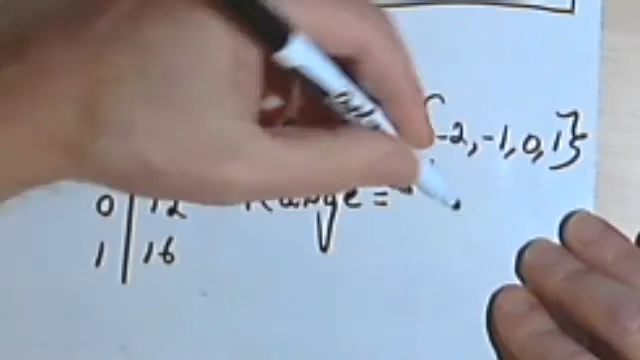 {-2, -1, 0, 1}
0 | 12 Range =
1 | 16